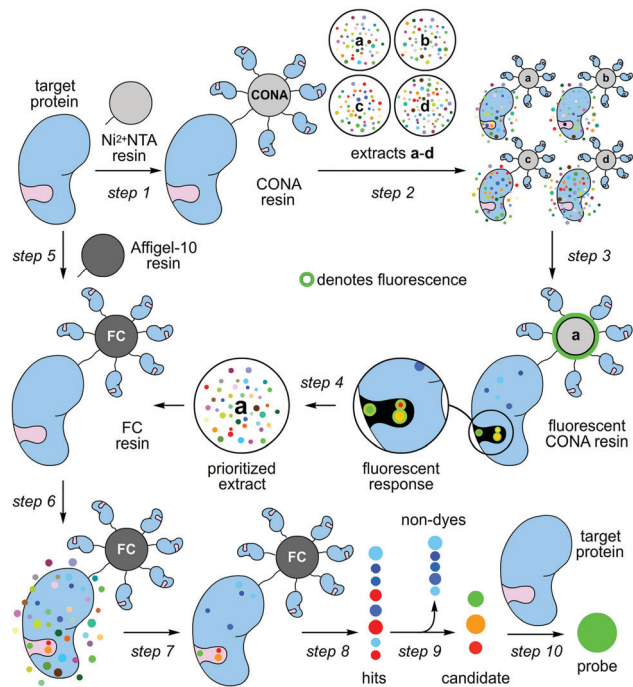 target
protein
Ni²⁺NTA
resin
step 1
CONA
CONA
resin
a
b
c
d
extracts a-d
step 2
a
b
c
d
step 3
step 5
Affigel-10
resin
denotes fluorescence
FC
FC
resin
a
prioritized
extract
step 4
fluorescent
response
a
fluorescent
CONA resin
step 6
FC
step 7
FC
step 8
hits
non-dyes
step 9
candidate
target
protein
step 10
probe